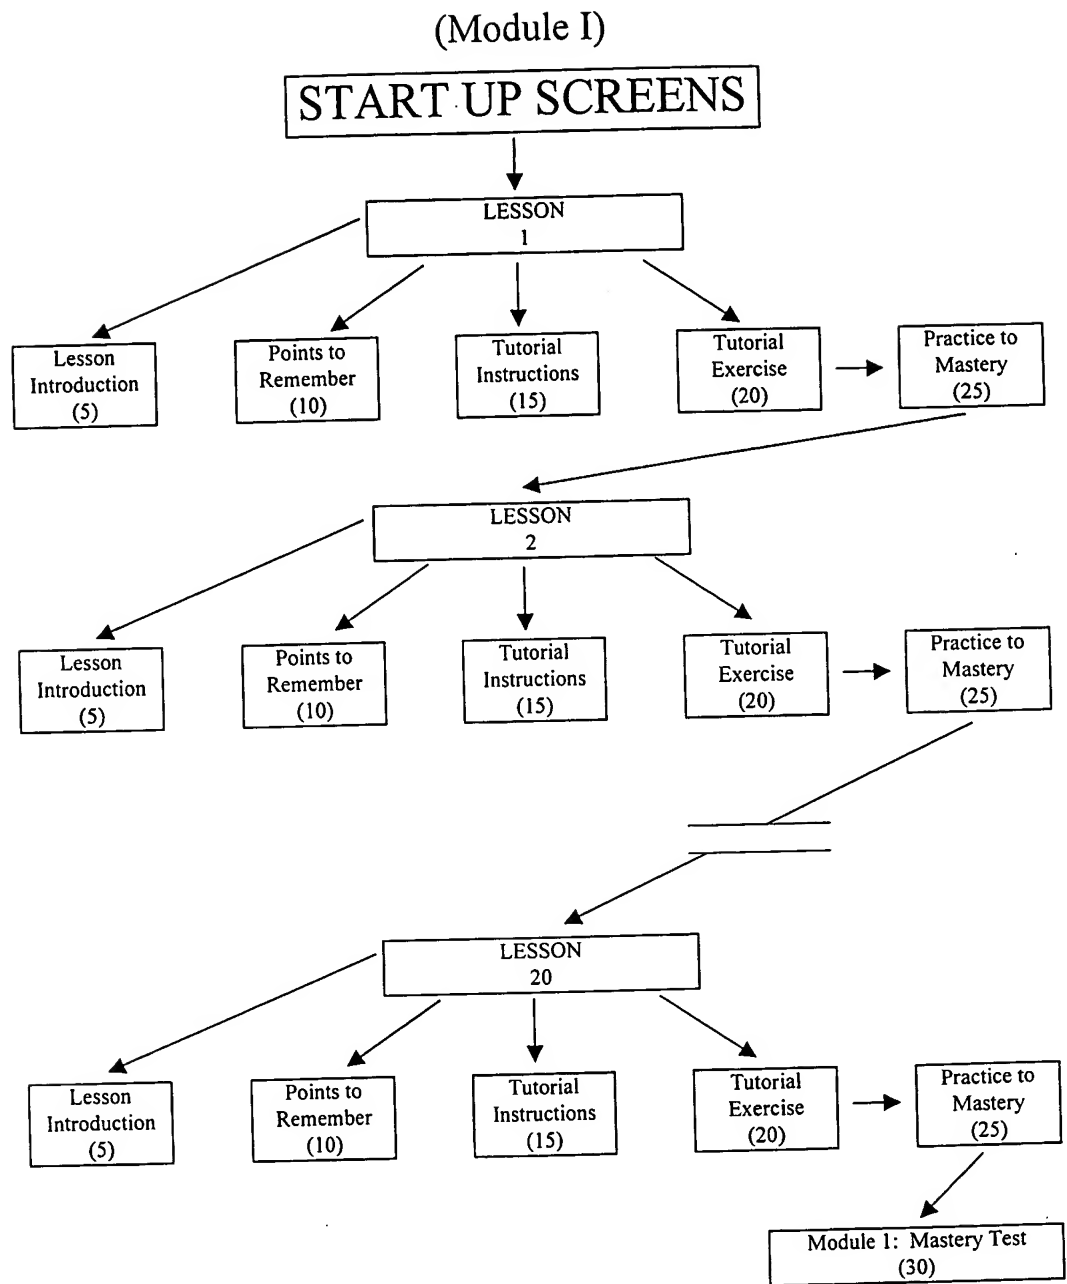 (Module I)
START UP SCREENS
LESSON
1
Lesson
Introduction
(5)
Points to
Remember
(10)
Tutorial
Instructions
(15)
Tutorial
Exercise
(20)
Practice to
Mastery
(25)
LESSON
2
Lesson
Introduction
(5)
Points to
Remember
(10)
Tutorial
Instructions
(15)
Tutorial
Exercise
(20)
Practice to
Mastery
(25)
LESSON
20
Lesson
Introduction
(5)
Points to
Remember
(10)
Tutorial
Instructions
(15)
Tutorial
Exercise
(20)
Practice to
Mastery
(25)
Module 1: Mastery Test
(30)